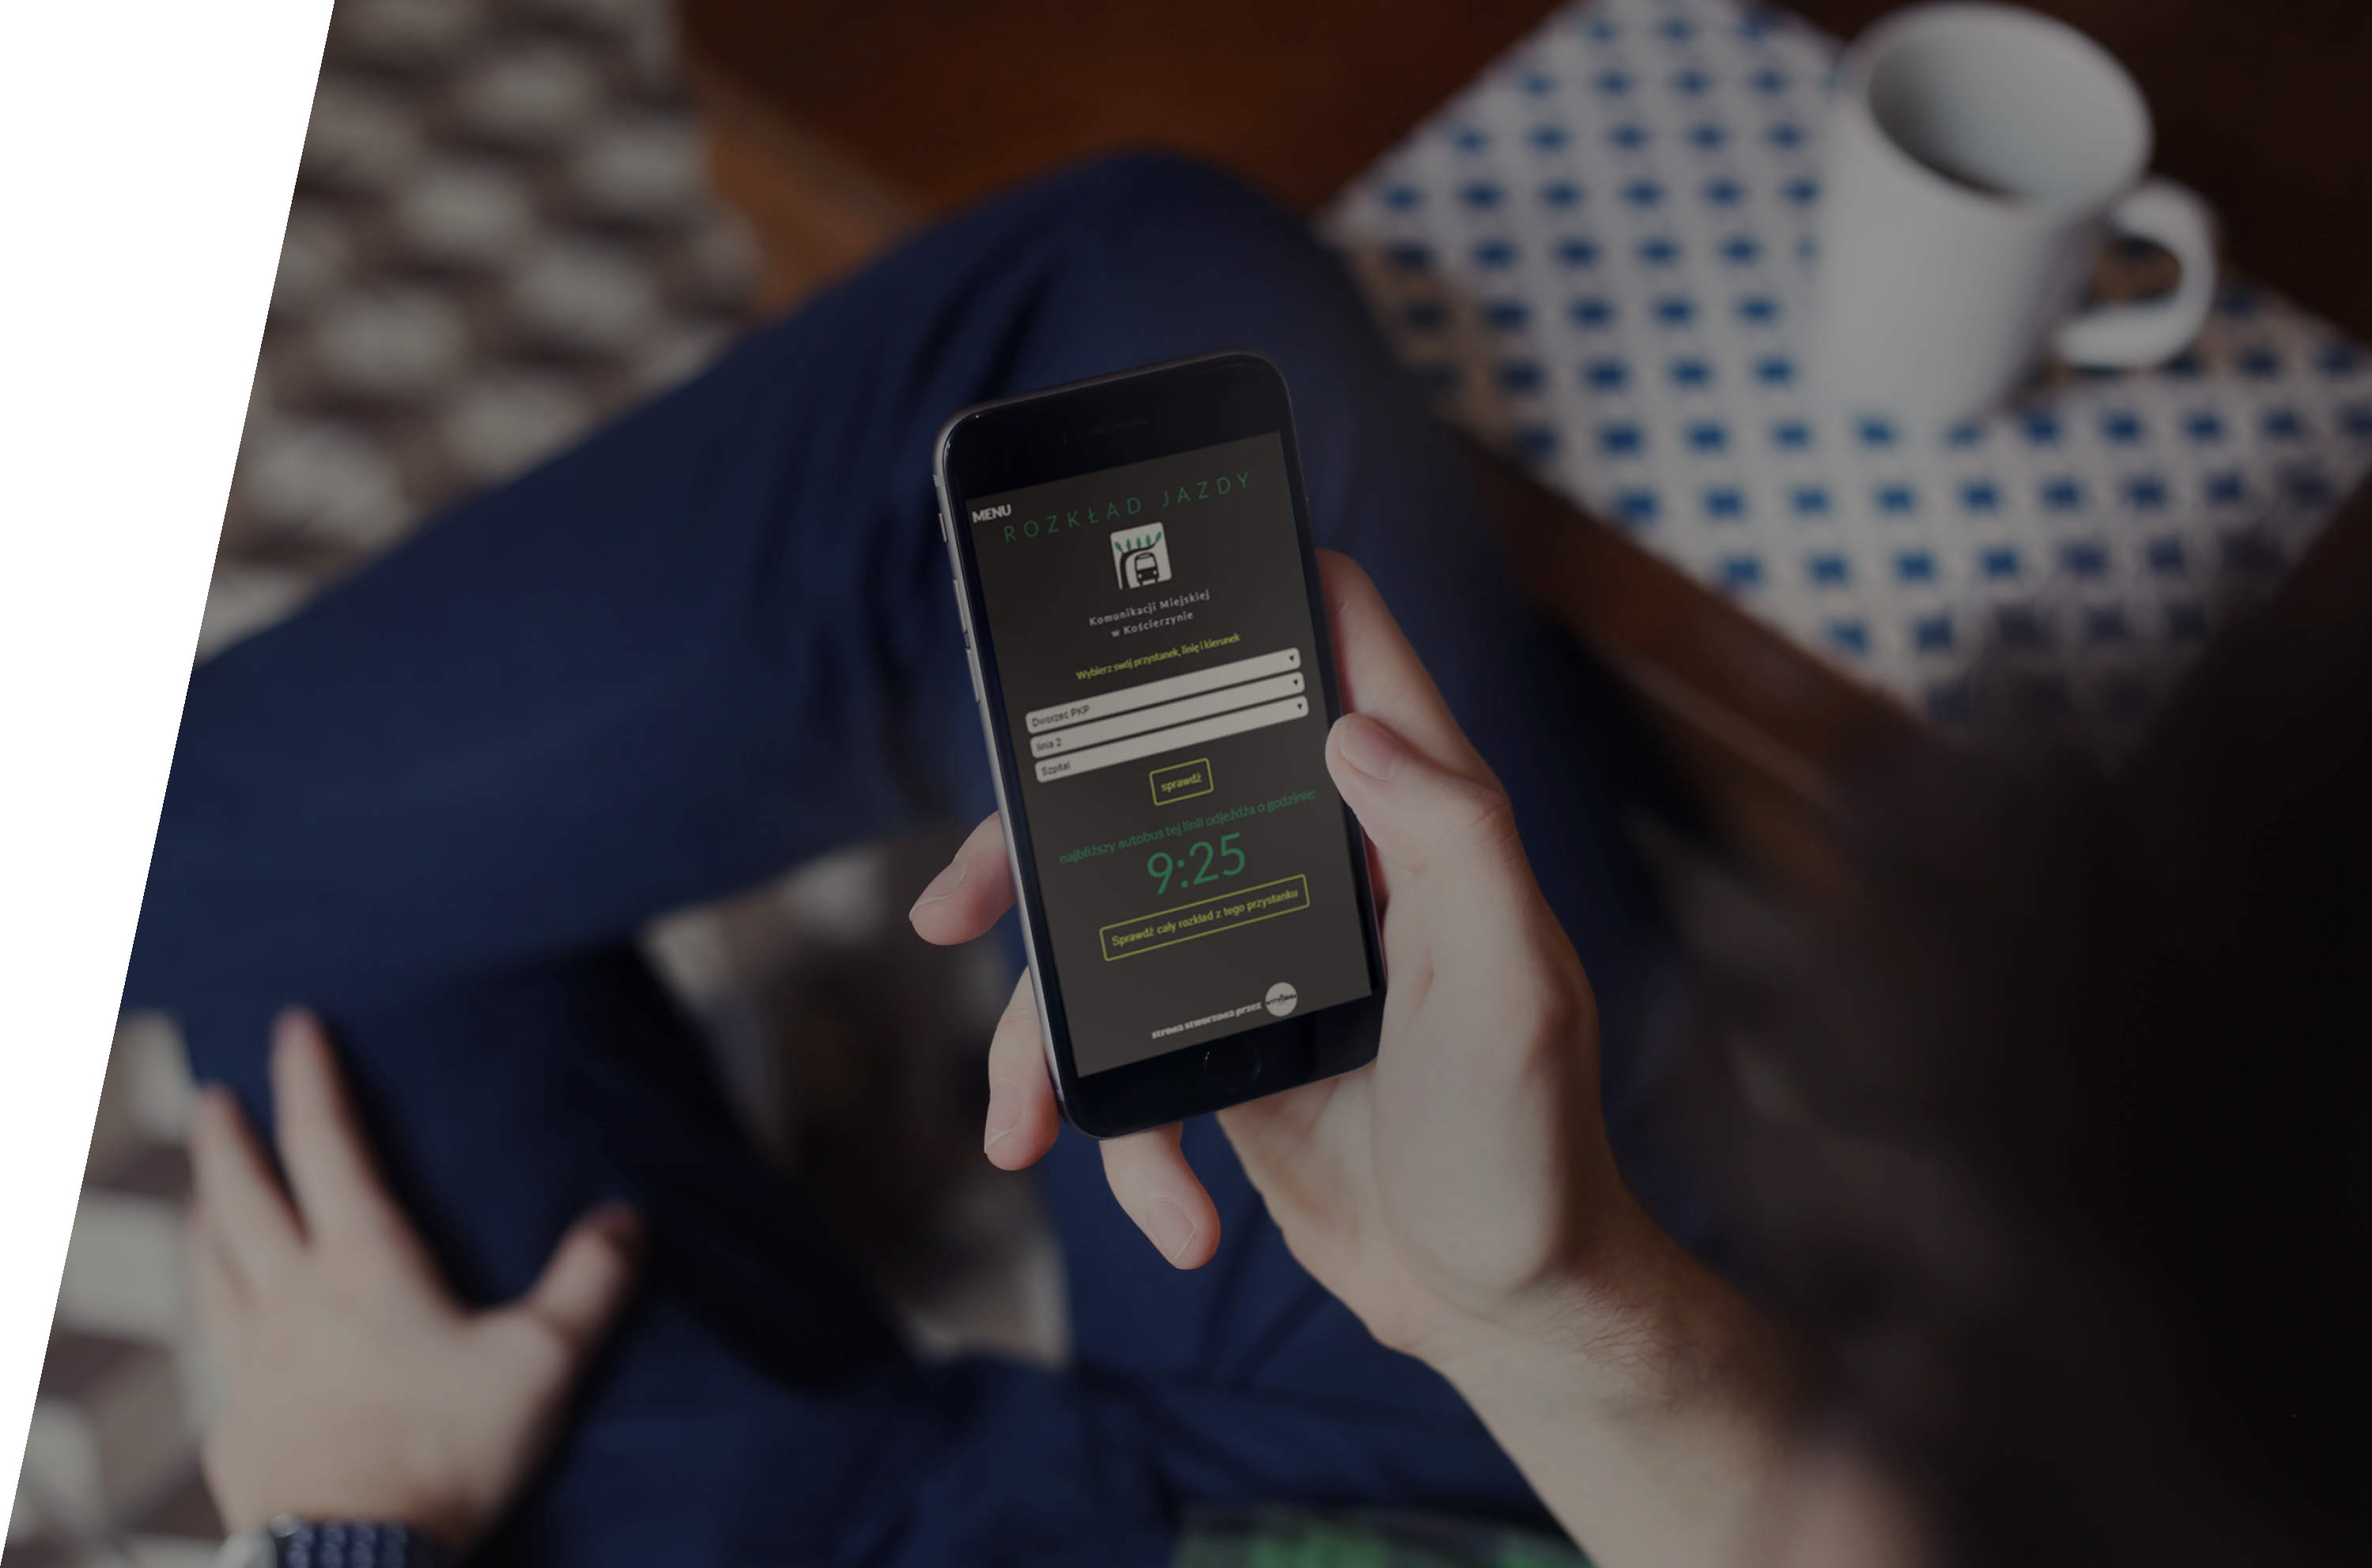 MENU
ROZKŁAD JAZDY
Komunikacji Miejskiej
w Kościerzynie
Wybierz swój przystanek, linię i kierunek
Dworzec PKP
linia 2
Szpital
sprawdź
najbliższy autobus tej linii odjeżdża o godzinie:
9:25
Sprawdź cały rozkład z tego przystanku
strona stworzona przez